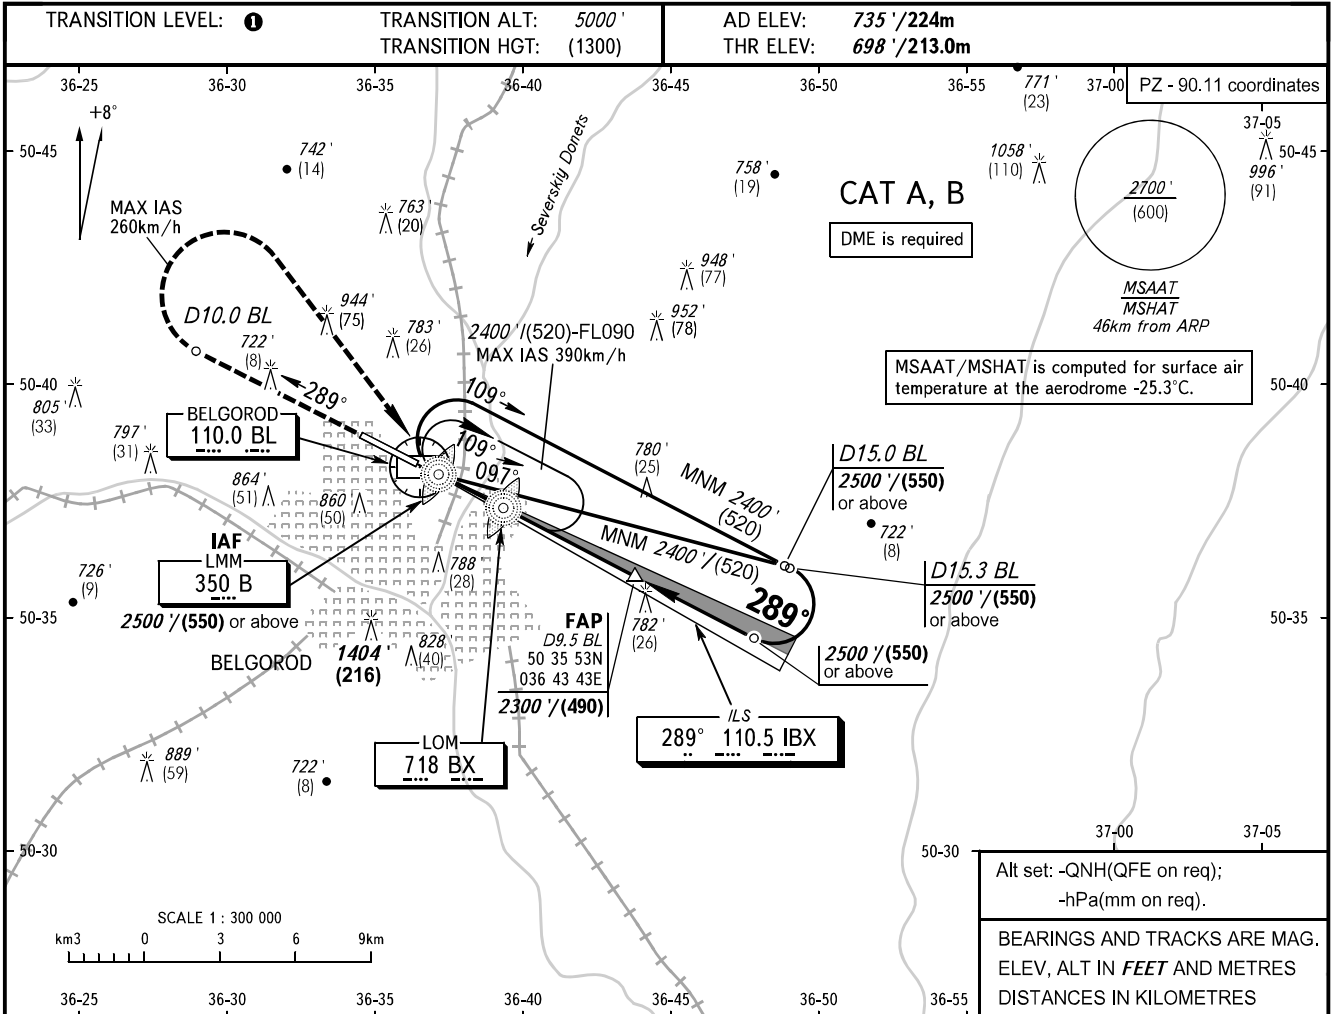 TRANSITION LEVEL: 1
TRANSITION ALT: 5000 '
TRANSITION HGT: (1300)
AD ELEV: 735 '/224m
THR ELEV: 698 '/213.0m
36-25 36-30 36-35 36-40 36-45 36-50 36-55 37-00
PZ - 90.11 coordinates
37-05
50-45
50-45
+8°
771 '
(23)
742 '
(14)
758 '
(19)
1058 '
(110)
996 '
(91)
Severskiy Donets
CAT A, B
DME is required
2700 '
(600)
MSAAT
MSHAT
46km from ARP
MAX IAS
260km/h
763 '
(20)
948 '
(77)
D10.0 BL
944 '
(75)
952 '
(78)
722 '
(8)
783 '
(26)
2400 '/(520)-FL090
MAX IAS 390km/h
MSAAT/MSHAT is computed for surface air
temperature at the aerodrome -25.3°C.
50-40
50-40
805 '
(33)
289°
109°
BELGOROD
110.0 BL
797 '
(31)
109°
097°
780 '
(25)
MNM 2400 '
(520)
D15.0 BL
2500 '/(550)
or above
864 '
(51)
860 '
(50)
722 '
(8)
MNM 2400 '/(520)
IAF
LMM
350 B
2500 '/(550) or above
788 '
(28)
726 '
(9)
D15.3 BL
2500 '/(550)
or above
289°
50-35
50-35
FAP
D9.5 BL
50 35 53N
036 43 43E
2300 '/(490)
782 '
(26)
2500 '/(550)
or above
BELGOROD
1404 '
(216)
828 '
(40)
ILS
289° 110.5 IBX
LOM
718 BX
889 '
(59)
722 '
(8)
50-30
50-30
37-00 37-05
Alt set: -QNH(QFE on req);
-hPa(mm on req).
SCALE 1 : 300 000
km3 0 3 6 9km
BEARINGS AND TRACKS ARE MAG.
ELEV, ALT IN FEET AND METRES
DISTANCES IN KILOMETRES
36-25 36-30 36-35 36-40 36-45 36-50 36-55